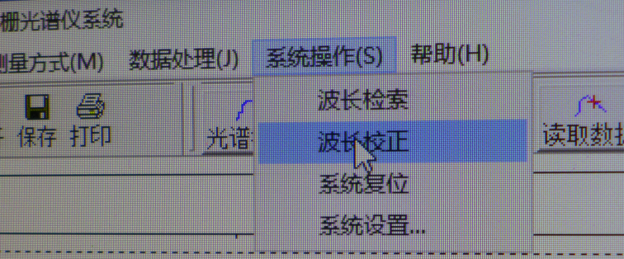 栅光谱仪系统
测量方式(M) 数据处理(J) 系统操作(S) 帮助(H)
保存 打印 光谱 读取数据
波长检索
波长校正
系统复位
系统设置...